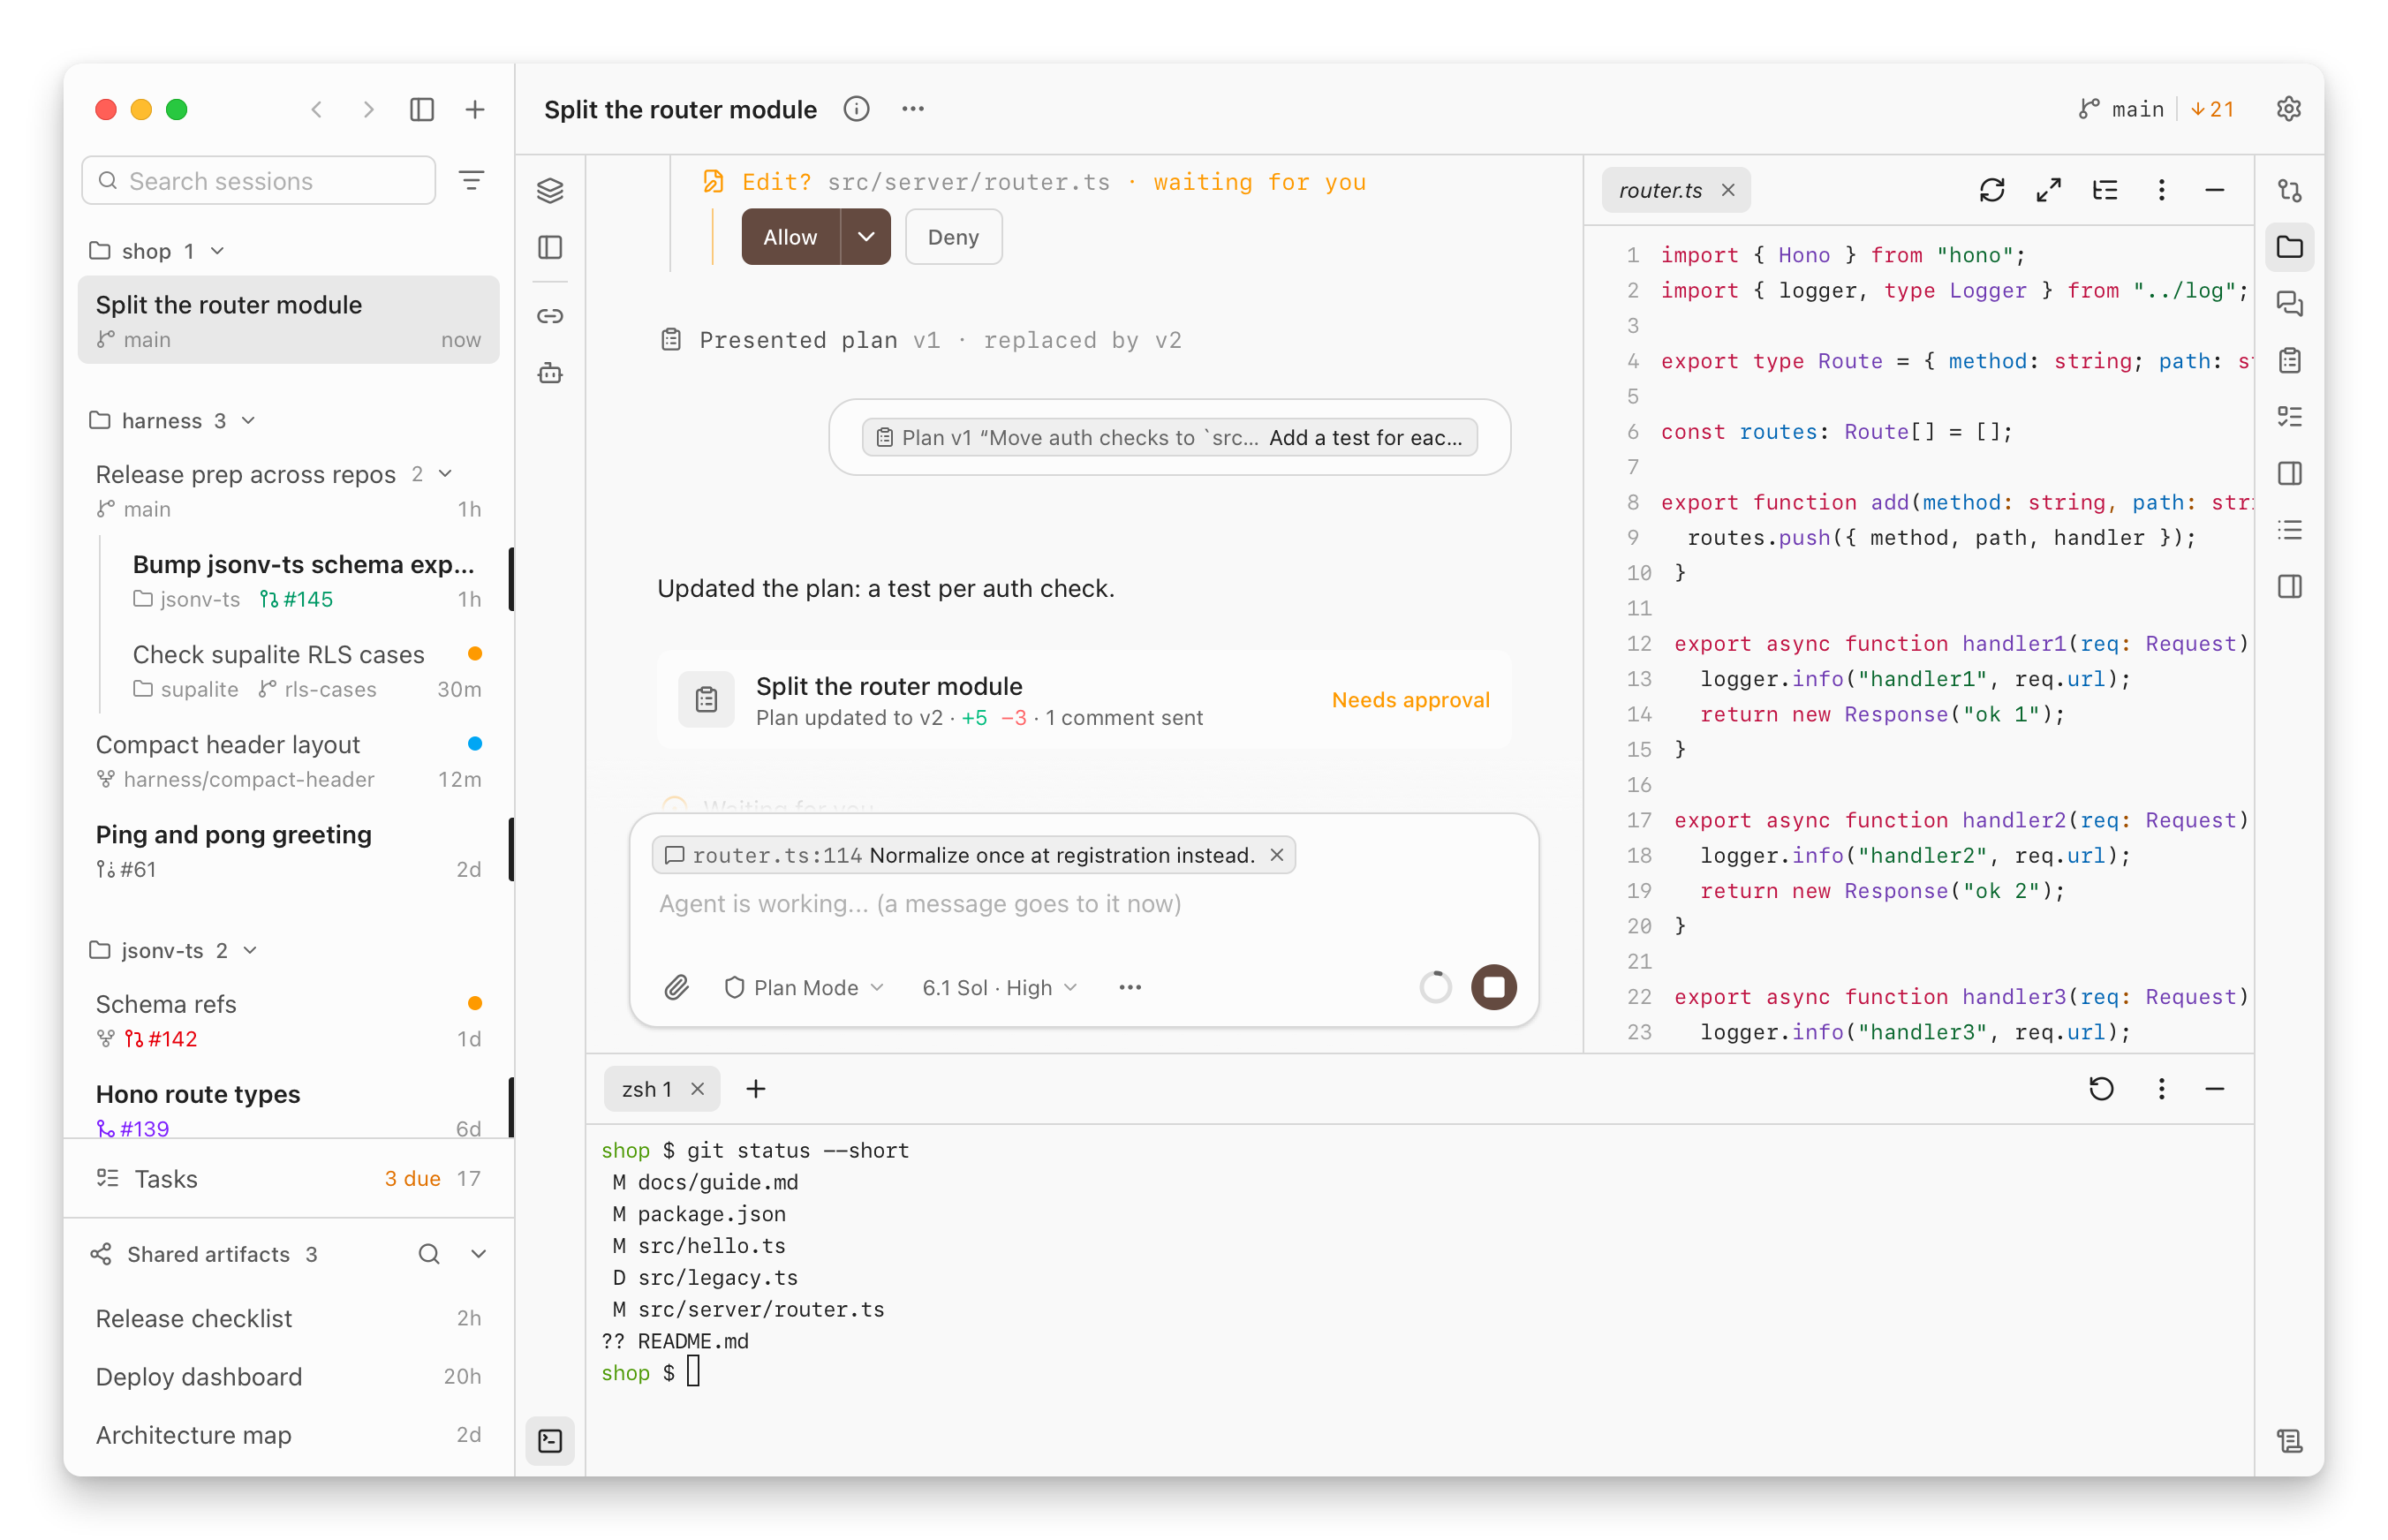 Split the router module
main
21
Search sessions
shop 1
Split the router module
main now
harness 3
Release prep across repos 2
main 1h
Bump jsonv-ts schema exp...
jsonv-ts #145 1h
Check supalite RLS cases
supalite rls-cases 30m
Compact header layout
harness/compact-header 12m
Ping and pong greeting
#61 2d
jsonv-ts 2
Schema refs
#142 1d
Hono route types
#139 6d
Tasks 3 due 17
Shared artifacts 3
Release checklist 2h
Deploy dashboard 20h
Architecture map 2d
Edit? src/server/router.ts · waiting for you
Allow Deny
Presented plan v1 · replaced by v2
Plan v1 “Move auth checks to `src... Add a test for eac...
Updated the plan: a test per auth check.
Split the router module
Plan updated to v2 · +5 −3 · 1 comment sent
Needs approval
Waiting for you
router.ts:114 Normalize once at registration instead.
Agent is working... (a message goes to it now)
Plan Mode 6.1 Sol · High
router.ts
1 import { Hono } from "hono";
2 import { logger, type Logger } from "../log";
3
4 export type Route = { method: string; path: st
5
6 const routes: Route[] = [];
7
8 export function add(method: string, path: stri
9 routes.push({ method, path, handler });
10 }
11
12 export async function handler1(req: Request)
13 logger.info("handler1", req.url);
14 return new Response("ok 1");
15 }
16
17 export async function handler2(req: Request)
18 logger.info("handler2", req.url);
19 return new Response("ok 2");
20 }
21
22 export async function handler3(req: Request)
23 logger.info("handler3", req.url);
zsh 1
shop $ git status --short
M docs/guide.md
M package.json
M src/hello.ts
D src/legacy.ts
M src/server/router.ts
?? README.md
shop $